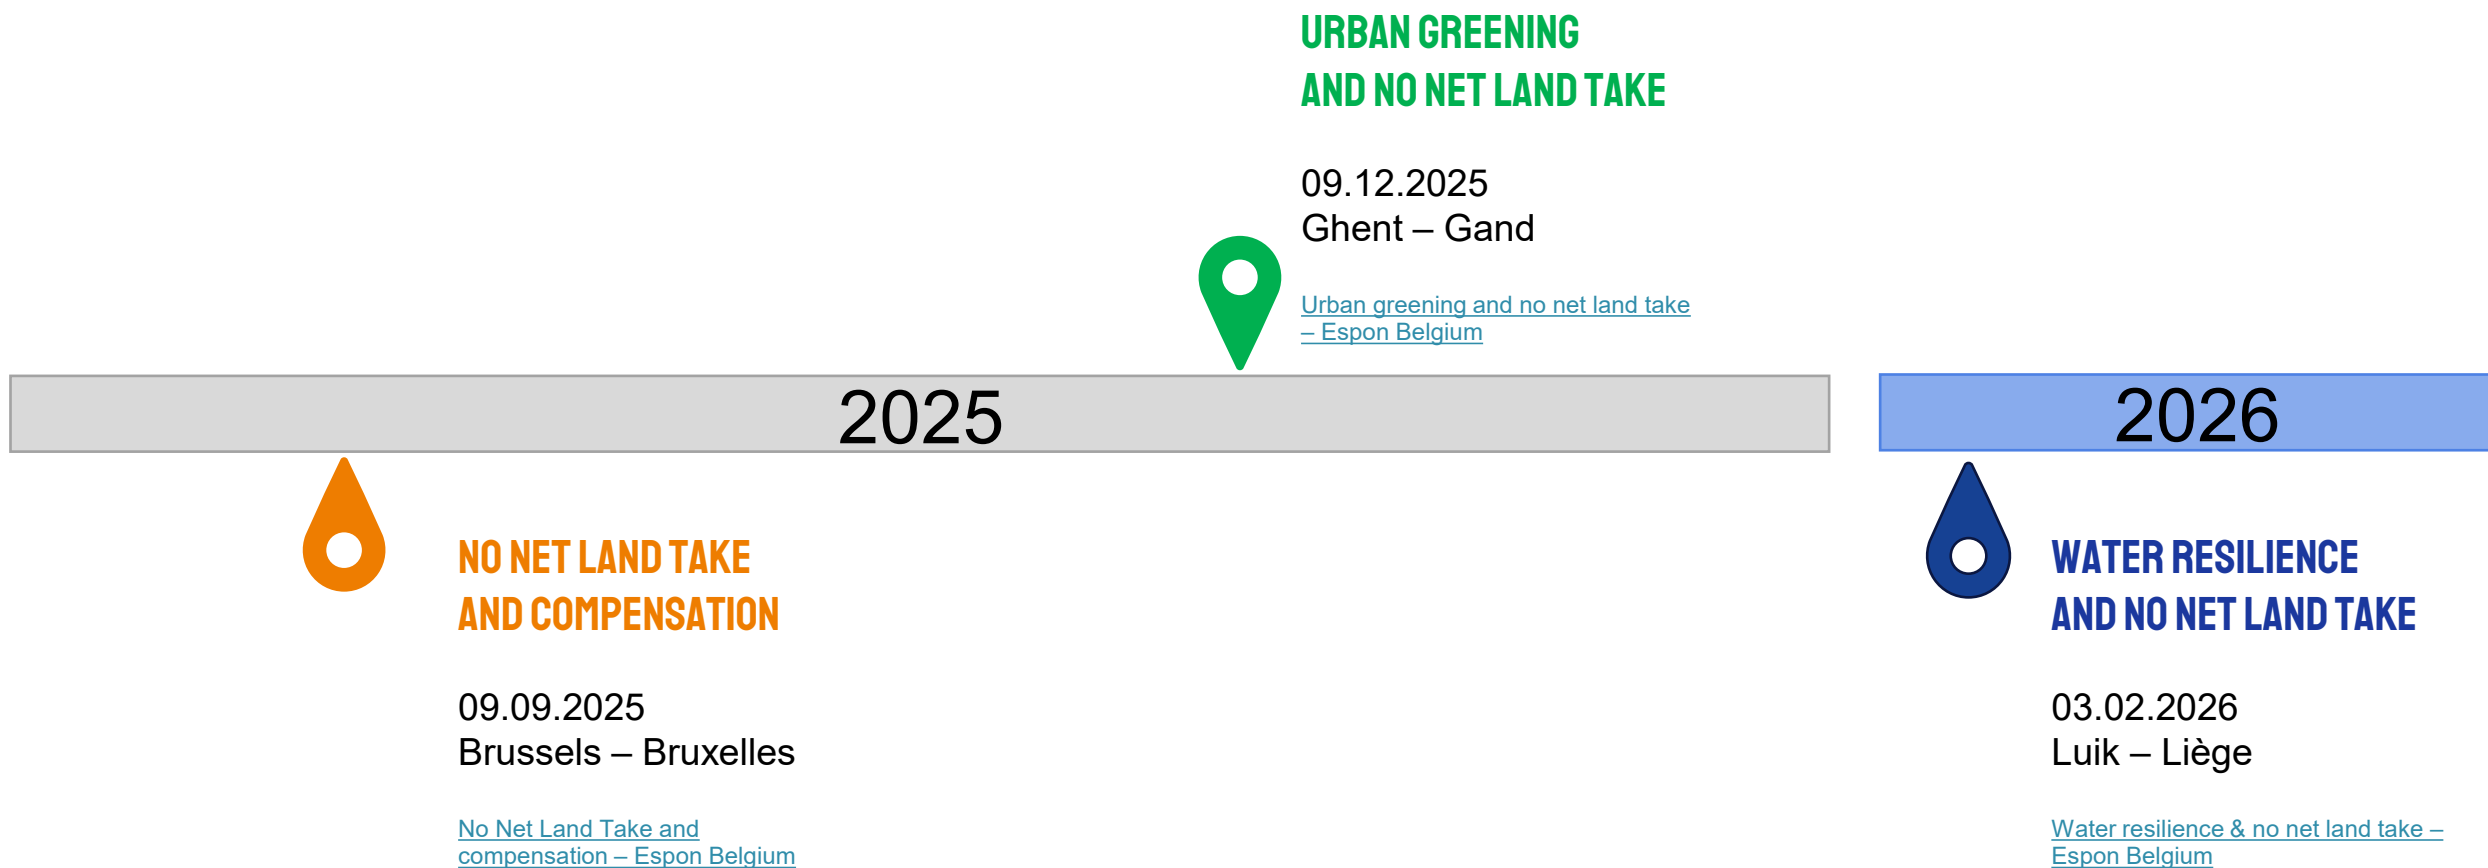 URBAN GREENING
AND NO NET LAND TAKE
09.12.2025
Ghent – Gand
Urban greening and no net land take
– Espon Belgium
2025
2026
NO NET LAND TAKE
AND COMPENSATION
09.09.2025
Brussels – Bruxelles
No Net Land Take and
compensation – Espon Belgium
WATER RESILIENCE
AND NO NET LAND TAKE
03.02.2026
Luik – Liège
Water resilience & no net land take –
Espon Belgium